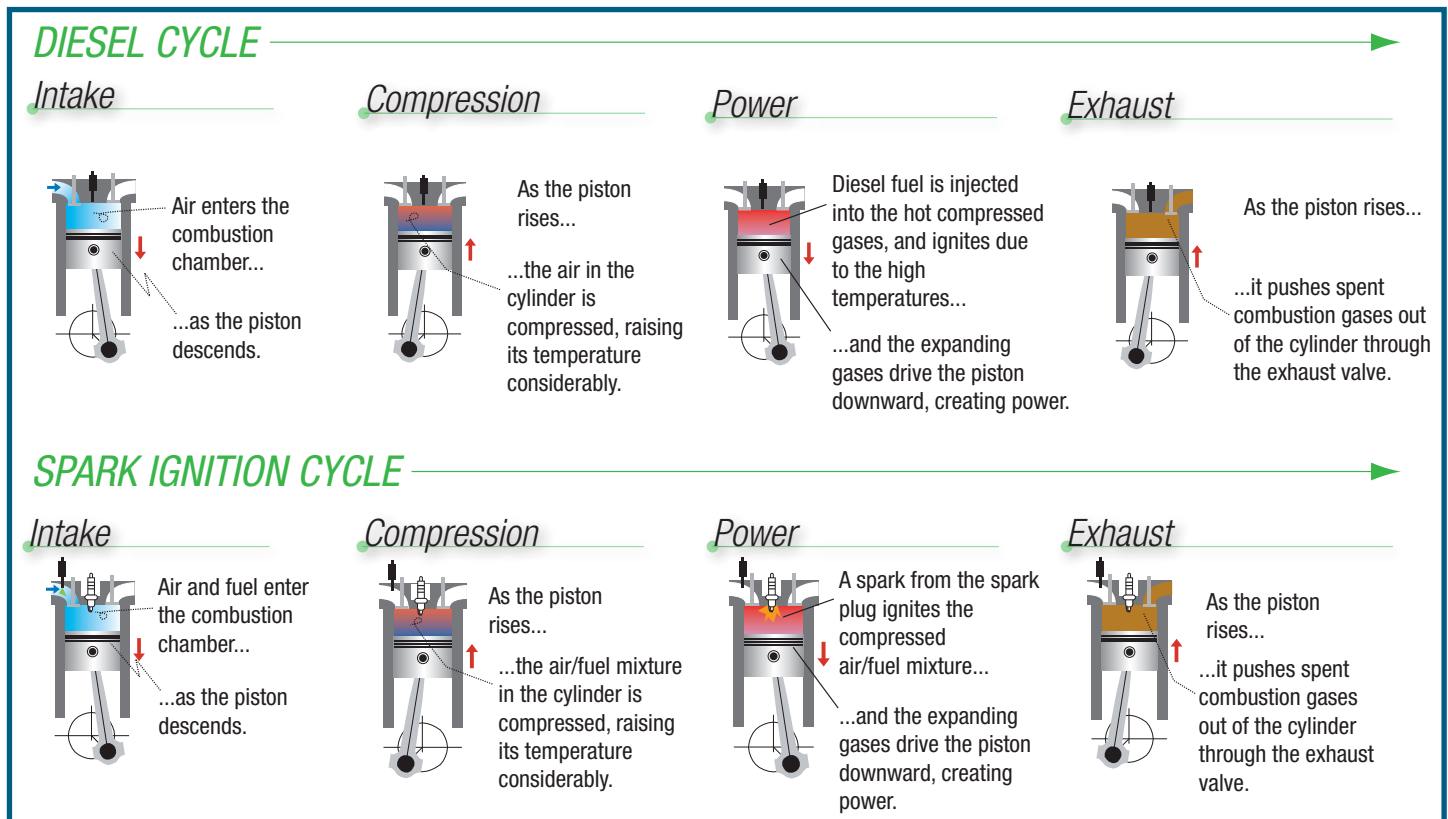 DIESEL CYCLE
Intake
Air enters the
combustion
chamber...
...as the piston
descends.
Compression
As the piston
rises...
...the air in the
cylinder is
compressed, raising
its temperature
considerably.
Power
Diesel fuel is injected
into the hot compressed
gases, and ignites due
to the high
temperatures...
...and the expanding
gases drive the piston
downward, creating power.
Exhaust
As the piston rises...
...it pushes spent
combustion gases out
of the cylinder through
the exhaust valve.
SPARK IGNITION CYCLE
Intake
Air and fuel enter
the combustion
chamber...
...as the piston
descends.
Compression
As the piston
rises...
...the air/fuel mixture
in the cylinder is
compressed, raising
its temperature
considerably.
Power
A spark from the spark
plug ignites the
compressed
air/fuel mixture...
...and the expanding
gases drive the piston
downward, creating
power.
Exhaust
As the piston
rises...
...it pushes spent
combustion gases
out of the cylinder
through the exhaust
valve.